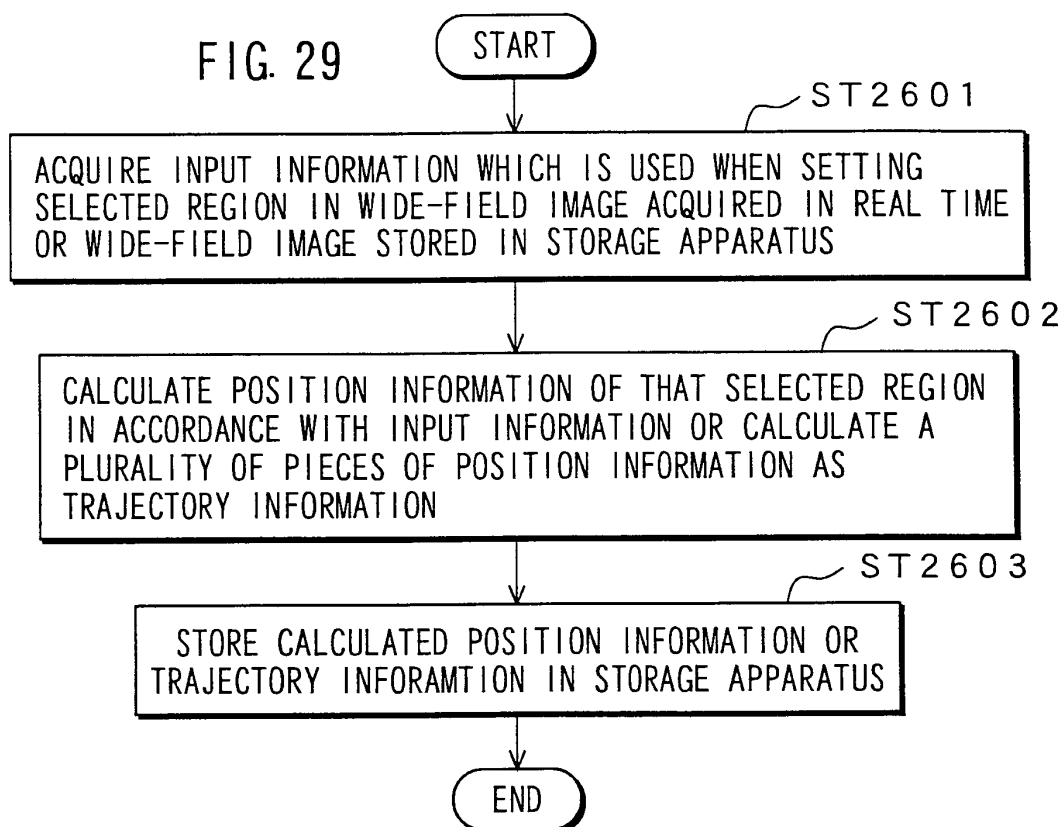 FIG. 29
START
ST2601
ACQUIRE INPUT INFORMATION WHICH IS USED WHEN SETTING
SELECTED REGION IN WIDE-FIELD IMAGE ACQUIRED IN REAL TIME
OR WIDE-FIELD IMAGE STORED IN STORAGE APPARATUS
ST2602
CALCULATE POSITION INFORMATION OF THAT SELECTED REGION
IN ACCORDANCE WITH INPUT INFORMATION OR CALCULATE A
PLURALITY OF PIECES OF POSITION INFORMATION AS
TRAJECTORY INFORMATION
ST2603
STORE CALCULATED POSITION INFORMATION OR
TRAJECTORY INFORAMTION IN STORAGE APPARATUS
END